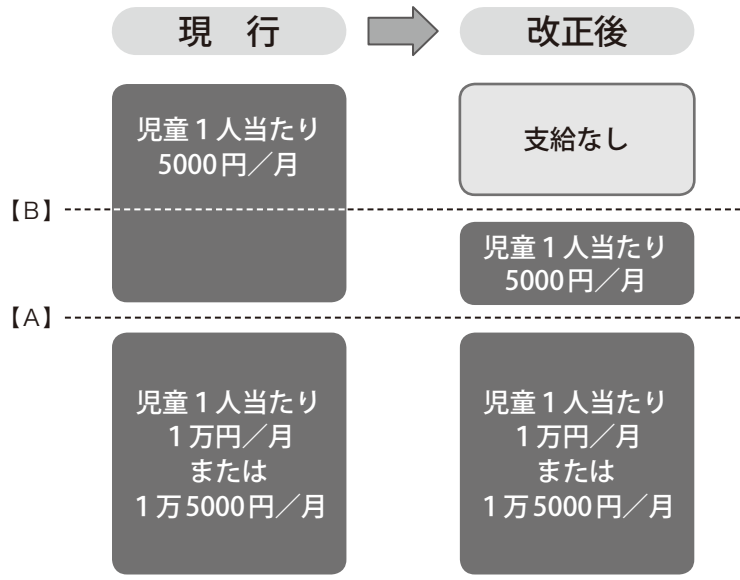 現　行
改正後
児童１人当たり
5000円／月
支給なし
【B】
児童１人当たり
5000円／月
【A】
児童１人当たり
１万円／月
または
１万5000円／月
児童１人当たり
１万円／月
または
１万5000円／月